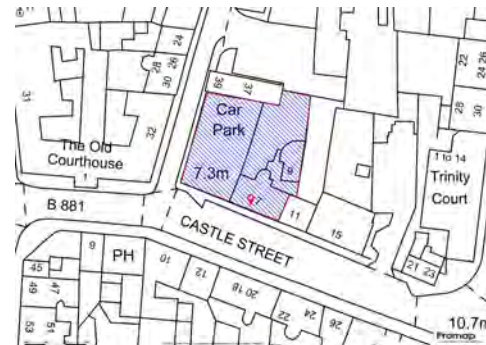 24
26
28
30
31
32
The Old
Courthouse
1
B 881
39
37
Car
Park
7.3m
9
7
11
15
CASTLE STREET
22
24 26
28
30
1 to 14
Trinity
Court
21
23
45
9
PH
10
12
20 18
22
24
26
49
47
53
51
10.7m
Promap